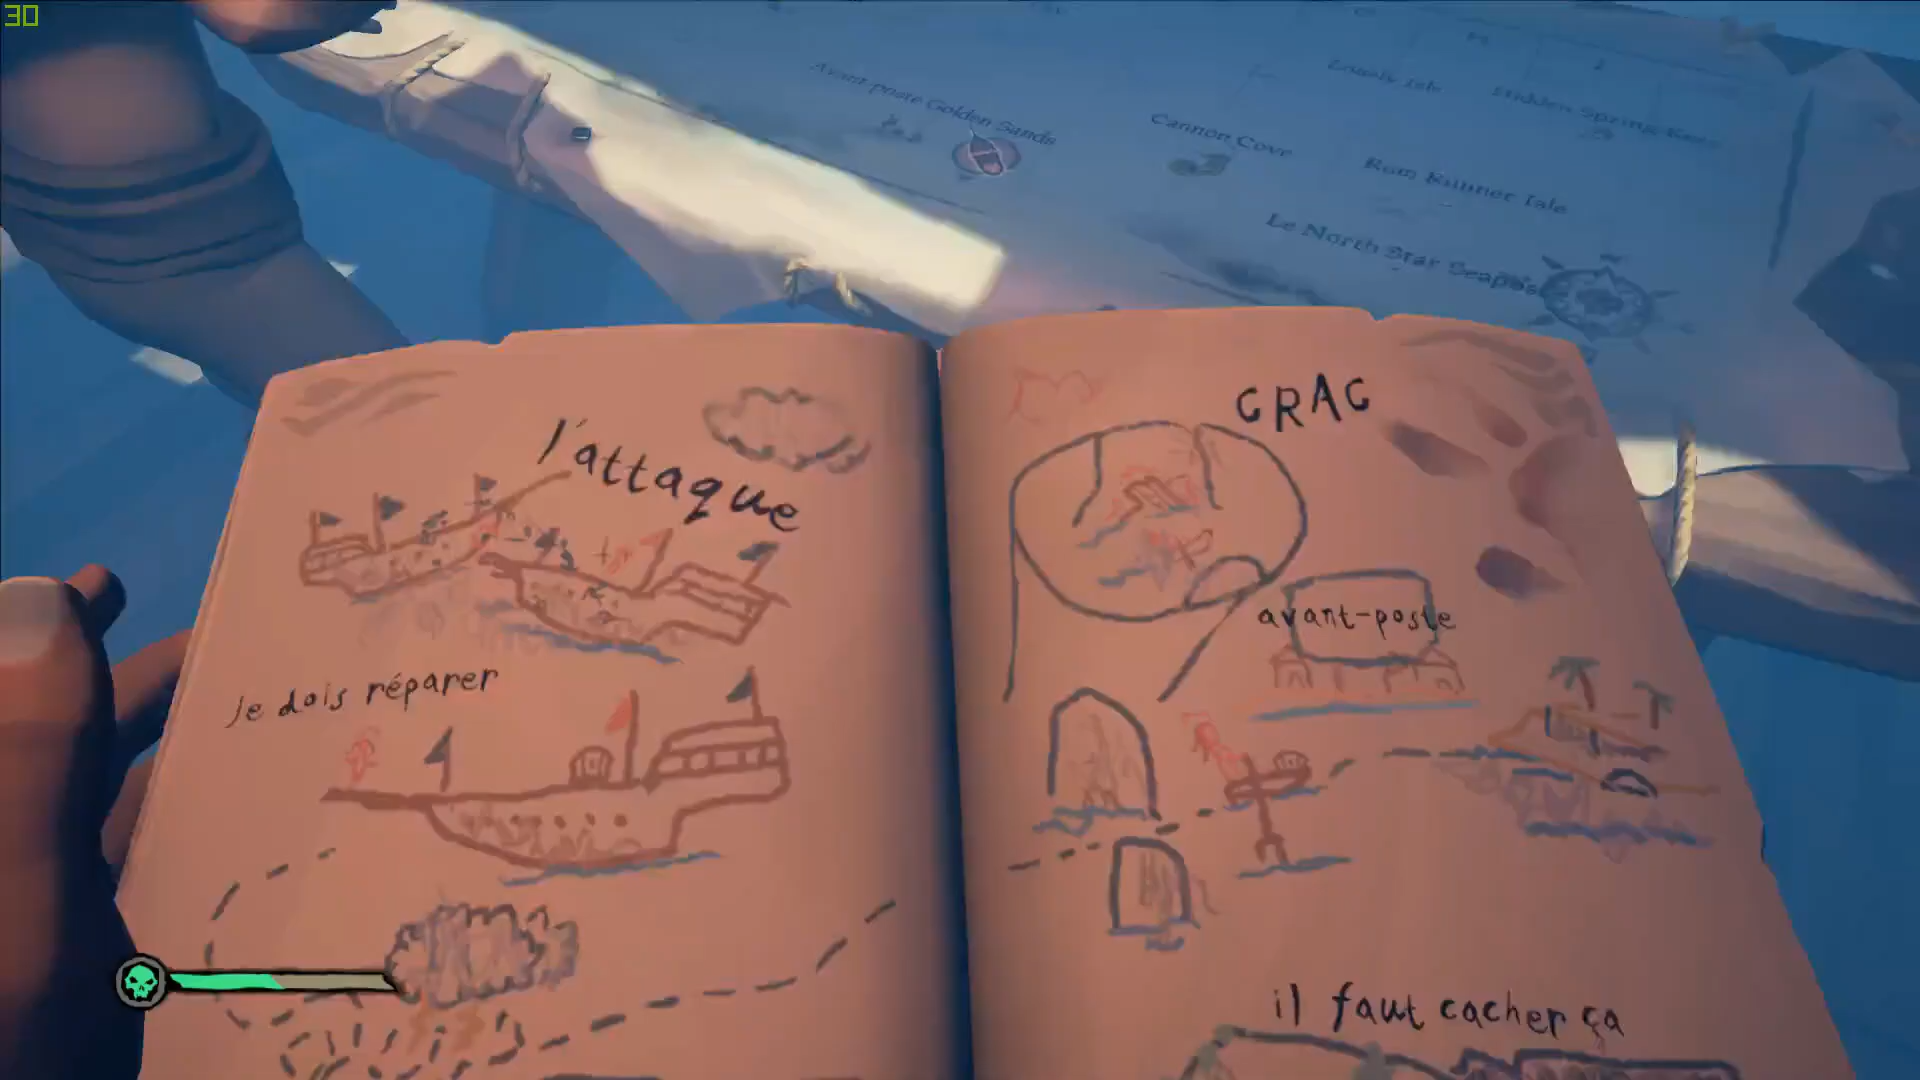 30
Avant-poste Golden Sands
Cannon Cove
Rum Runner Isle
Le North Star Seapost
l'attaque
je dois réparer
CRAC
avant-poste
il faut cacher ça